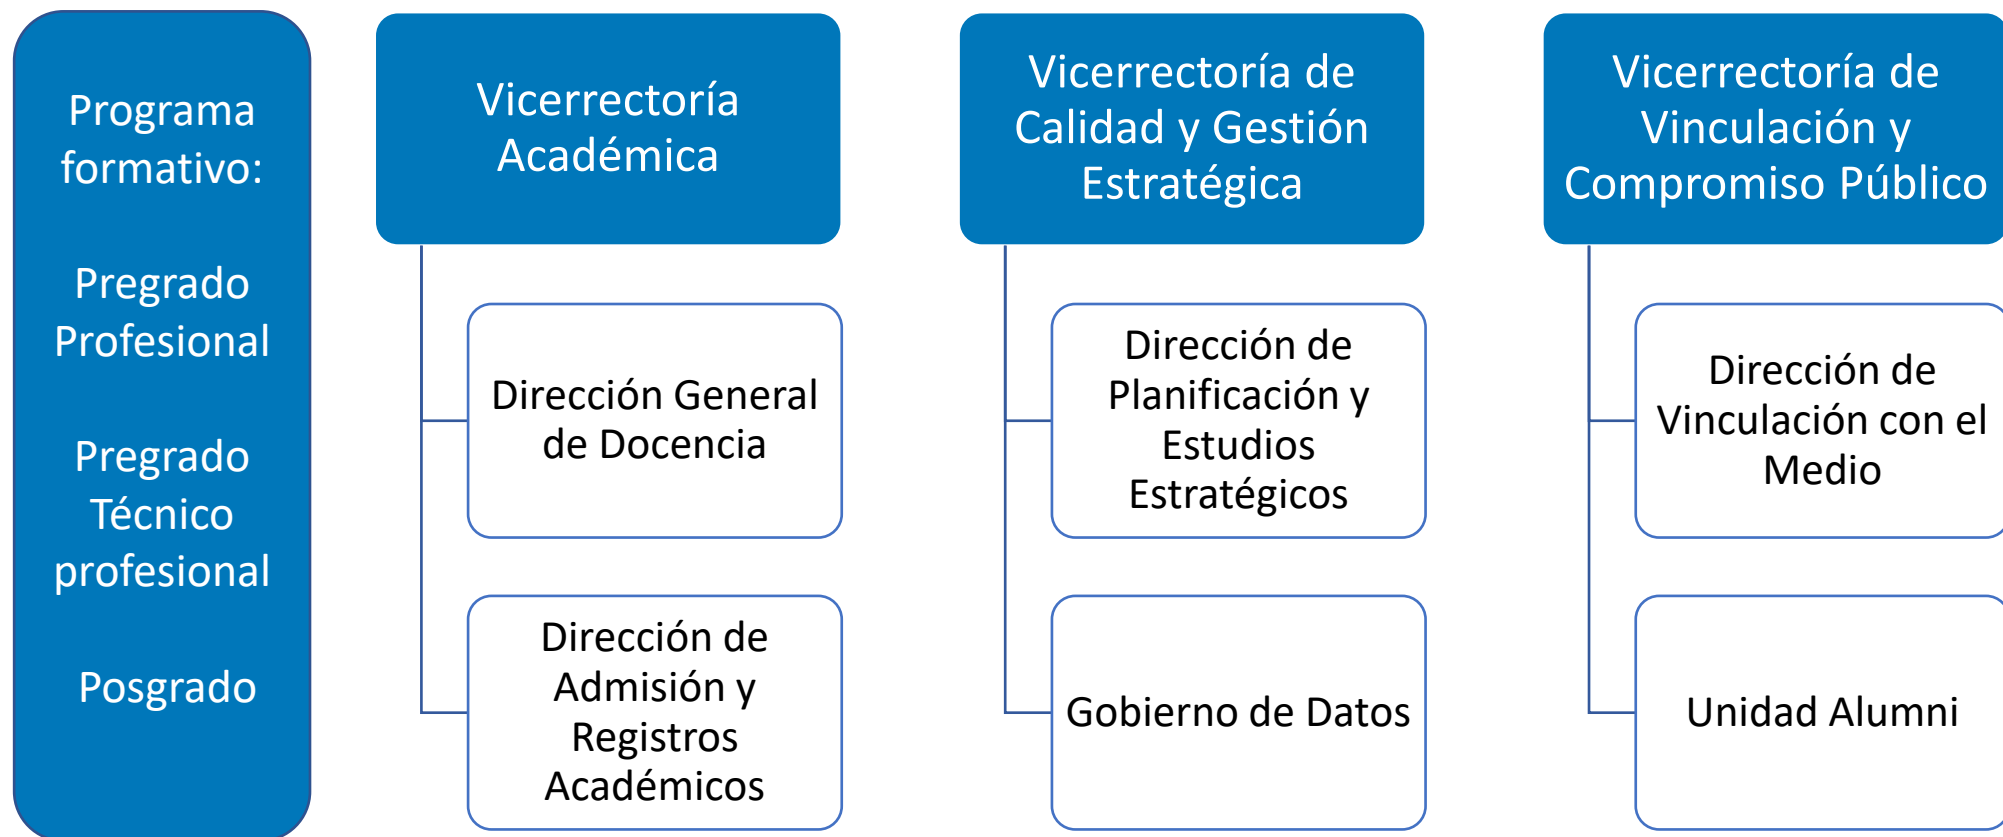 Programa
formativo:
Pregrado
Profesional
Pregrado
Técnico
profesional
Posgrado
Vicerrectoría
Académica
Dirección General
de Docencia
Dirección de
Admisión y
Registros
Académicos
Vicerrectoría de
Calidad y Gestión
Estratégica
Dirección de
Planificación y
Estudios
Estratégicos
Gobierno de Datos
Vicerrectoría de
Vinculación y
Compromiso Público
Dirección de
Vinculación con el
Medio
Unidad Alumni